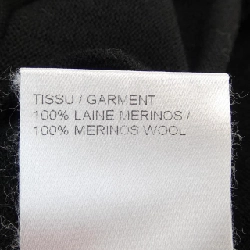 TISSU / GARMENT
100% LAINE MERINOS /
100% MERINOS WOOL